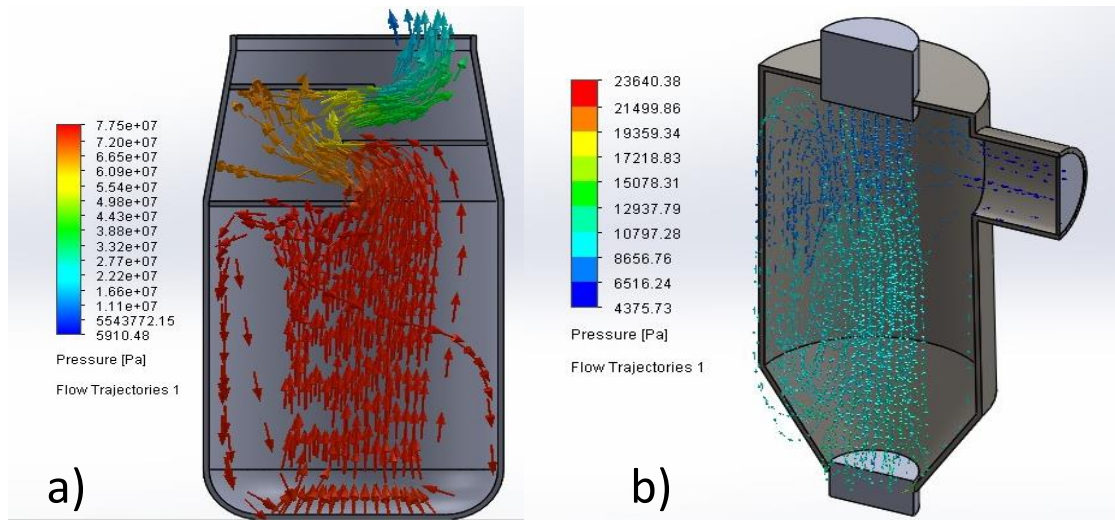 7.75e+07
7.20e+07
6.65e+07
6.09e+07
5.54e+07
4.98e+07
4.43e+07
3.88e+07
3.32e+07
2.77e+07
2.22e+07
1.66e+07
1.11e+07
5543772.15
5910.48
Pressure [Pa]
Flow Trajectories 1
a)
23640.38
21499.86
19359.34
17218.83
15078.31
12937.79
10797.28
8656.76
6516.24
4375.73
Pressure [Pa]
Flow Trajectories 1
b)